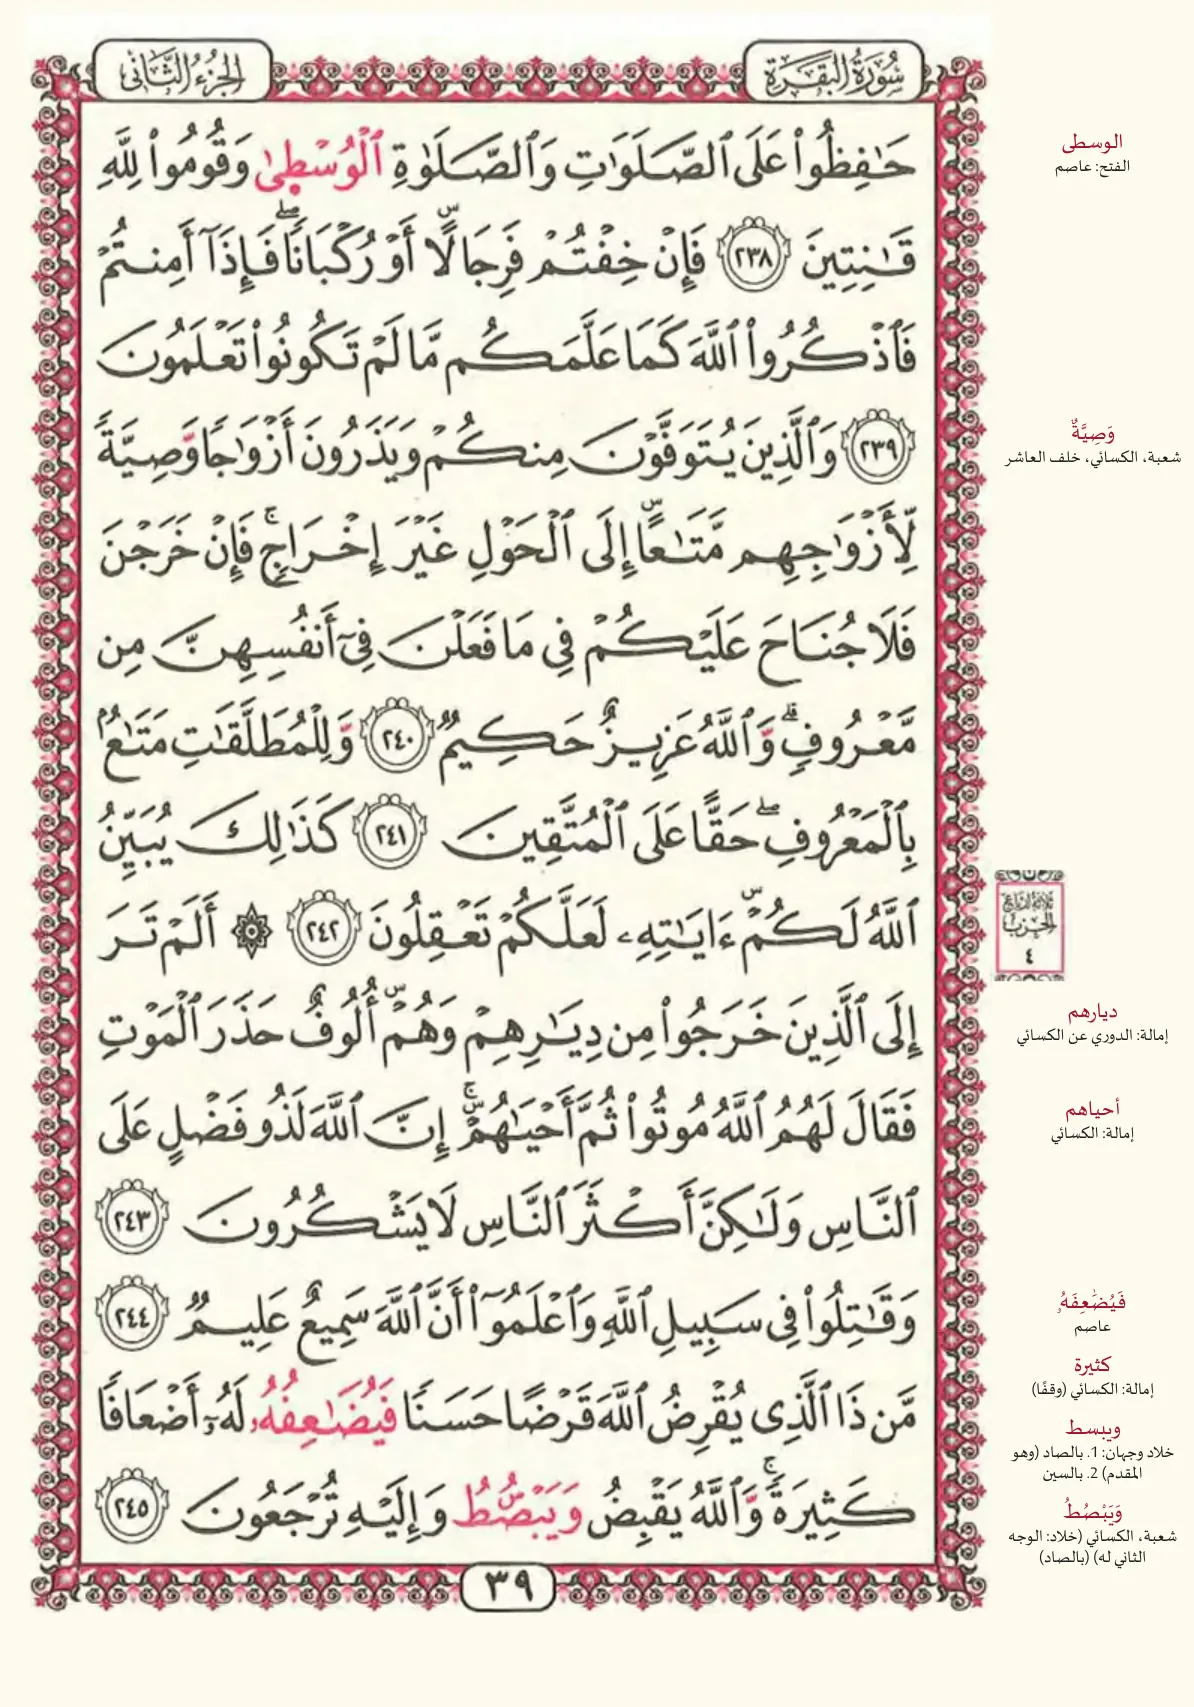 سُورَةُ البَقَرَةِ
الجُزْءُ الثَّانِي
حَٰفِظُواْ عَلَى ٱلصَّلَوَٰتِ وَٱلصَّلَوٰةِ ٱلْوُسْطىٰ وَقُومُواْ لِلَّهِ
قَٰنِتِينَ ٢٣٨ فَإِنْ خِفْتُمْ فَرِجَالًا أَوْ رُكْبَانًاۖ فَإِذَآ أَمِنتُمْ
فَٱذْكُرُواْ ٱللَّهَ كَمَا عَلَّمَكُم مَّا لَمْ تَكُونُواْ تَعْلَمُونَ
٢٣٩ وَٱلَّذِينَ يُتَوَفَّوْنَ مِنكُمْ وَيَذَرُونَ أَزْوَٰجًا وَصِيَّةً
لِّأَزْوَٰجِهِم مَّتَٰعًا إِلَى ٱلْحَوْلِ غَيْرَ إِخْرَاجٍۚ فَإِنْ خَرَجْنَ
فَلَا جُنَاحَ عَلَيْكُمْ فِي مَا فَعَلْنَ فِيٓ أَنفُسِهِنَّ مِن
مَّعْرُوفٍۗ وَٱللَّهُ عَزِيزٌ حَكِيمٌ ٢٤٠ وَلِلْمُطَلَّقَٰتِ مَتَٰعُۢ
بِٱلْمَعْرُوفِۖ حَقًّا عَلَى ٱلْمُتَّقِينَ ٢٤١ كَذَٰلِكَ يُبَيِّنُ
ٱللَّهُ لَكُمْ ءَايَٰتِهِۦ لَعَلَّكُمْ تَعْقِلُونَ ٢٤٢ ۞ أَلَمْ تَرَ
إِلَى ٱلَّذِينَ خَرَجُواْ مِن دِيَٰرِهِمْ وَهُمْ أُلُوفٌ حَذَرَ ٱلْمَوْتِ
فَقَالَ لَهُمُ ٱللَّهُ مُوتُواْ ثُمَّ أَحْيَٰهُمْۚ إِنَّ ٱللَّهَ لَذُو فَضْلٍ عَلَى
ٱلنَّاسِ وَلَٰكِنَّ أَكْثَرَ ٱلنَّاسِ لَا يَشْكُرُونَ ٢٤٣
وَقَٰتِلُواْ فِي سَبِيلِ ٱللَّهِ وَٱعْلَمُوٓاْ أَنَّ ٱللَّهَ سَمِيعٌ عَلِيمٌ ٢٤٤
مَّن ذَا ٱلَّذِي يُقْرِضُ ٱللَّهَ قَرْضًا حَسَنًا فَيُضَٰعِفُهُۥ لَهُۥٓ أَضْعَافًا
كَثِيرَةًۚ وَٱللَّهُ يَقْبِضُ وَيَبْصُۜطُ وَإِلَيْهِ تُرْجَعُونَ ٢٤٥
٣٩
الوسطى
الفتح: عاصم
وَصِيَّةٌ
شعبة، الكسائي، خلف العاشر
ثلاثة أرباع
الحزب
٤
ديارهم
إمالة: الدوري عن الكسائي
أحياهم
إمالة: الكسائي
فَيُضَٰعِفَهُۥ
عاصم
كثيرة
إمالة: الكسائي (وقفًا)
ويبسط
خلاد وجهان: 1. بالصاد (وهو
المقدم) 2. بالسين
وَيَبْصُطُ
شعبة، الكسائي (خلاد: الوجه
الثاني له) (بالصاد)